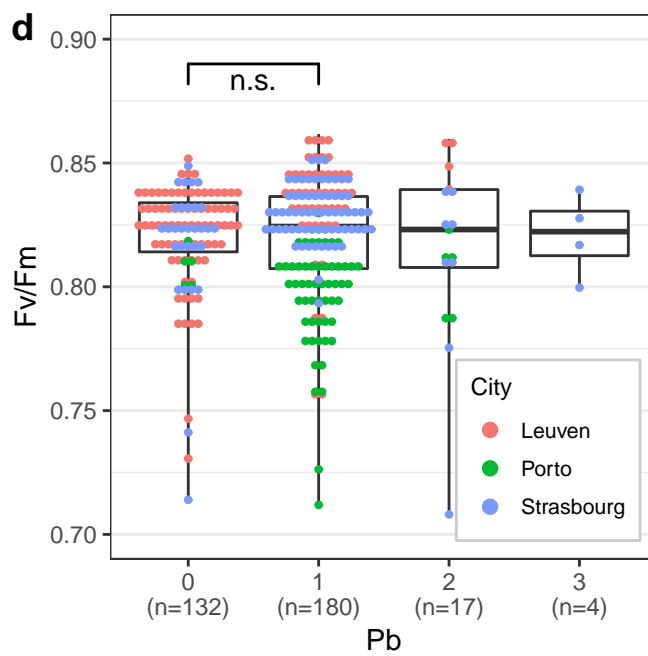 d
n.s.
Fv/Fm
0.90
0.85
0.80
0.75
0.70
City
Leuven
Porto
Strasbourg
0 1 2 3
(n=132) (n=180) (n=17) (n=4)
Pb